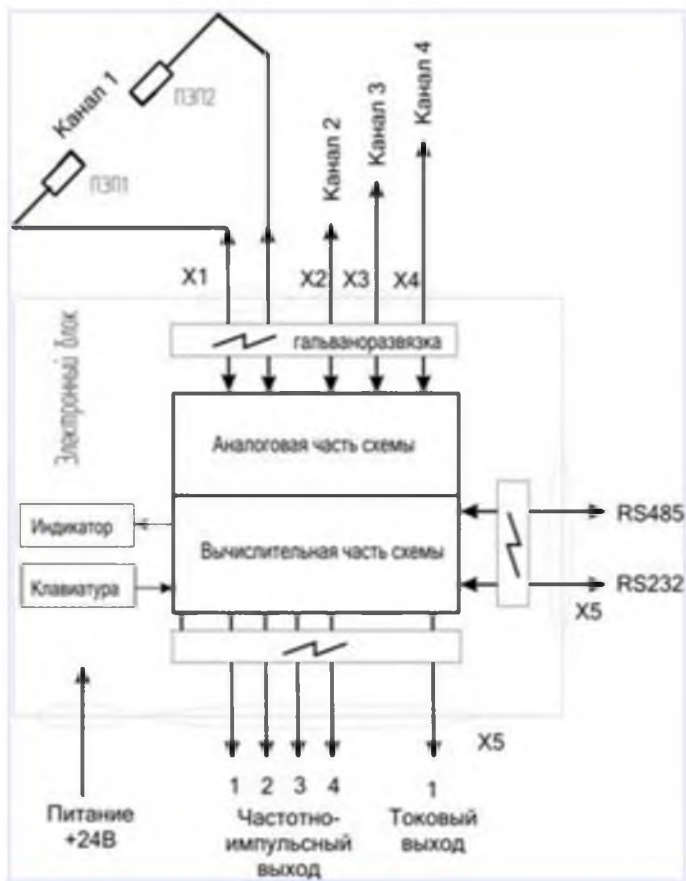 Канал 1
ПЭП2
ПЭП1
Канал 2
Канал 3
Канал 4
X1
X2
X3
X4
Электронный блок
гальваноразвязка
Аналоговая часть схемы
Индикатор
Вычислительная часть схемы
Клавиатура
RS485
RS232
X5
X5
1 2 3 4 1
Питание
+24В
Частотно-
импульсный
выход
Токовый
выход